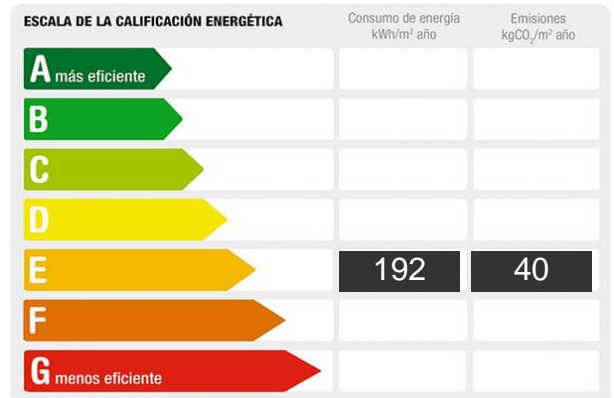 ESCALA DE LA CALIFICACIÓN ENERGÉTICA
Consumo de energía
kWh/m² año
Emisiones
kgCO₂/m² año
A más eficiente
B
C
D
E 192 40
F
G menos eficiente